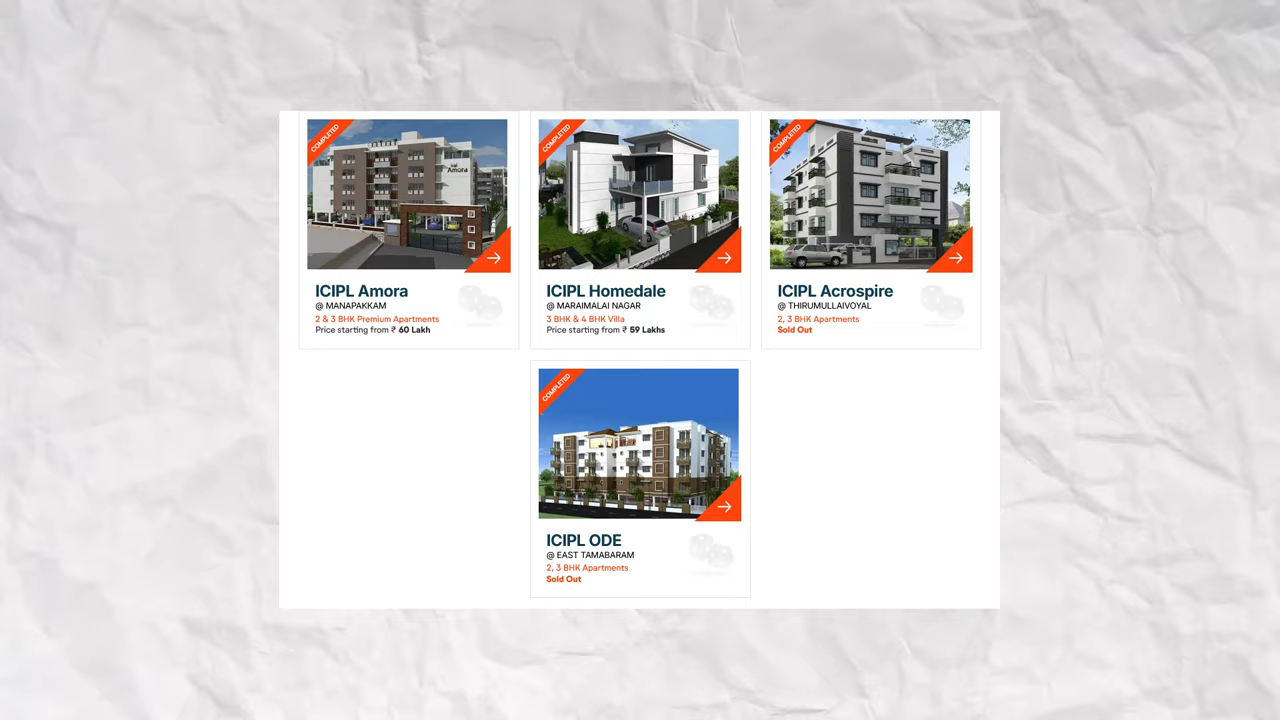 COMPLETED
Amora
ICIPL Amora
@ MANAPAKKAM
2 & 3 BHK Premium Apartments
Price starting from ₹ 60 Lakh
COMPLETED
ICIPL Homedale
@ MARAIMALAI NAGAR
3 BHK & 4 BHK Villa
Price starting from ₹ 59 Lakhs
COMPLETED
ICIPL Acrospire
@ THIRUMULLAIVOYAL
2, 3 BHK Apartments
Sold Out
COMPLETED
ICIPL ODE
@ EAST TAMABARAM
2, 3 BHK Apartments
Sold Out